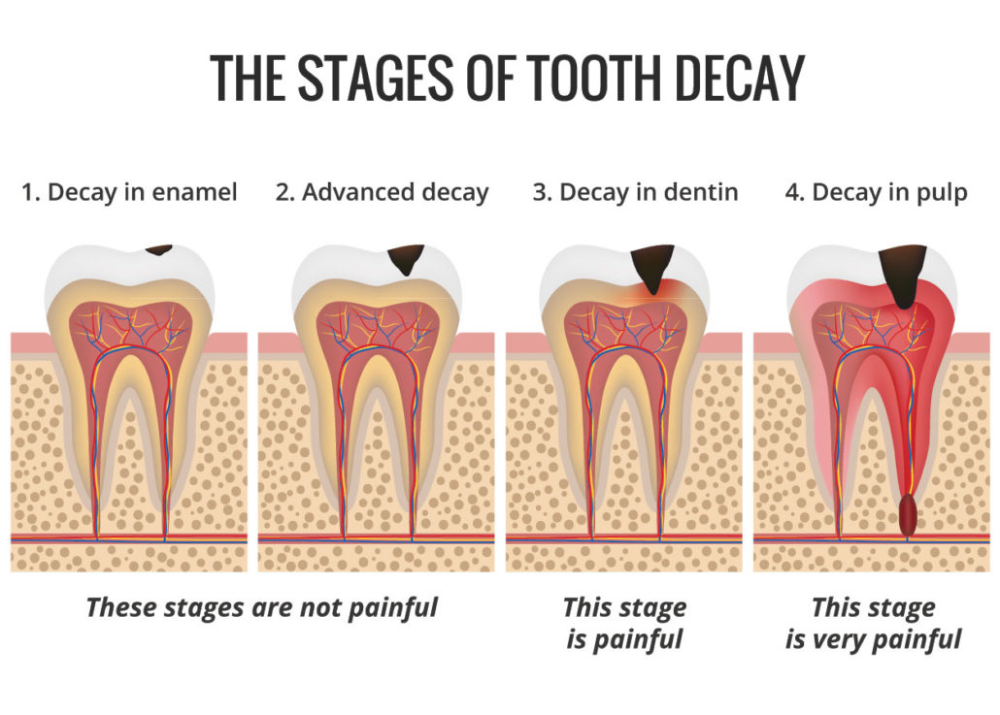 THE STAGES OF TOOTH DECAY
1. Decay in enamel
2. Advanced decay
3. Decay in dentin
4. Decay in pulp
These stages are not painful
This stage
is painful
This stage
is very painful